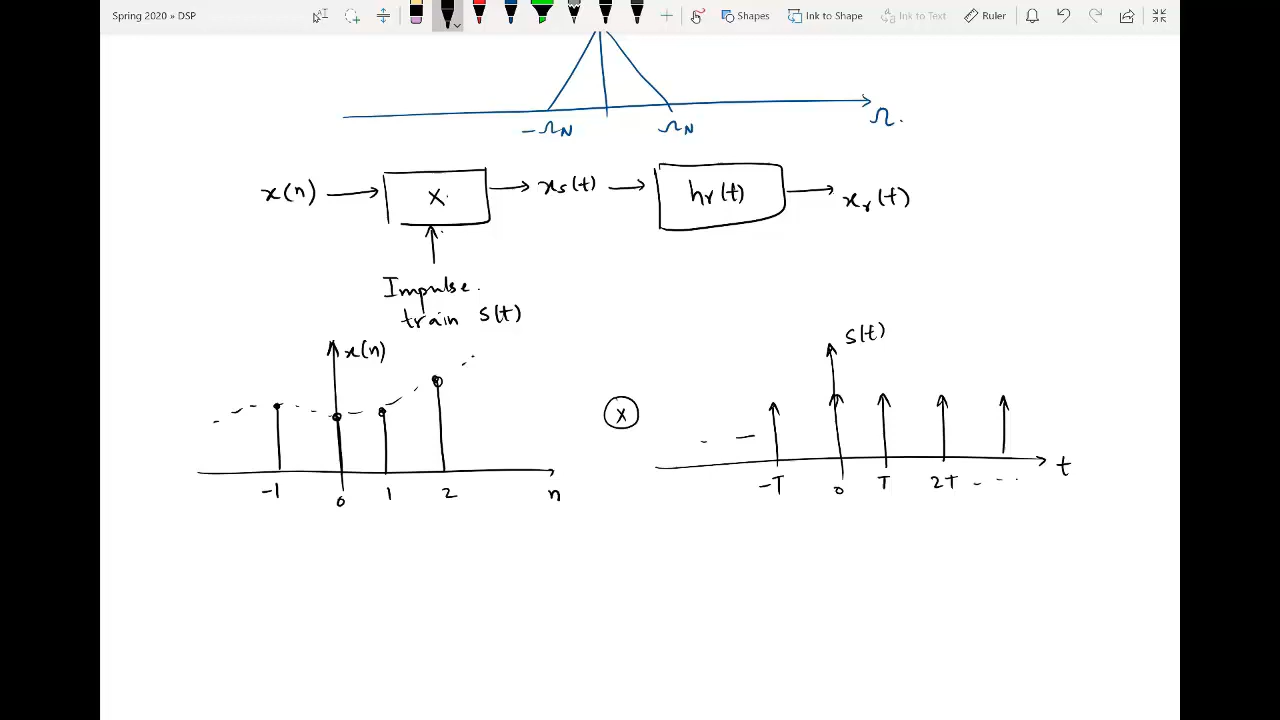 Spring 2020 » DSP
Shapes Ink to Shape Ink to Text Ruler
-ΩN ΩN Ω.
x(n) X. xs(t) hr(t) xr(t)
Impulse.
train s(t)
x(n)
s(t)
X
-1 0 1 2 n
-T 0 T 2T - - - t